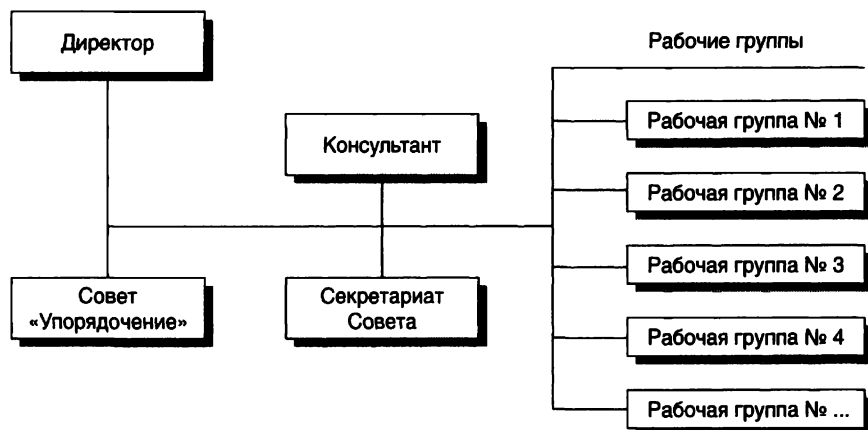 Директор
Рабочие группы
Консультант
Рабочая группа № 1
Рабочая группа № 2
Рабочая группа № 3
Совет
«Упорядочение»
Секретариат
Совета
Рабочая группа № 4
Рабочая группа № ...